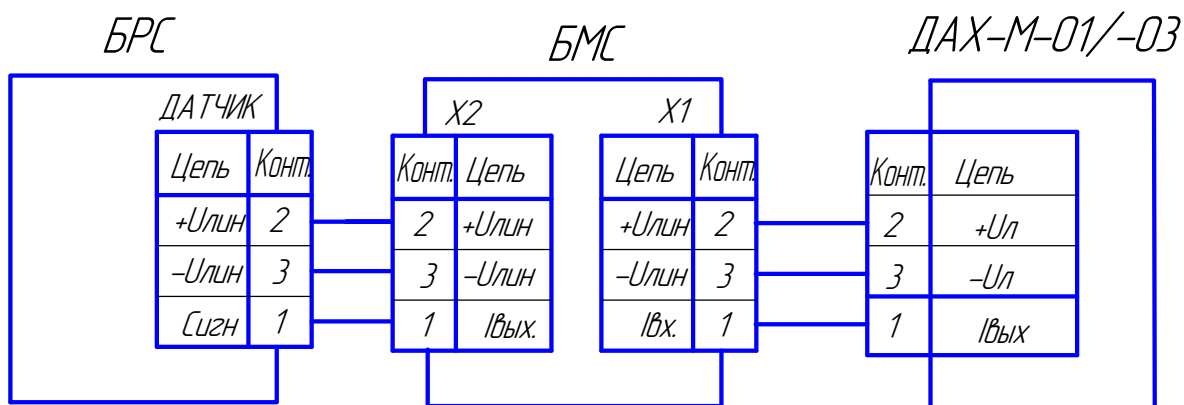 БРС БМС ДАХ-М-01/-03
ДАТЧИК X2 X1
Цепь Конт. Конт. Цепь Цепь Конт. Конт. Цепь
+Uлин 2 2 +Uлин +Uлин 2 2 +Uл
-Uлин 3 3 -Uлин -Uлин 3 3 -Uл
Сигн 1 1 Iвых. Iвх. 1 1 Iвых